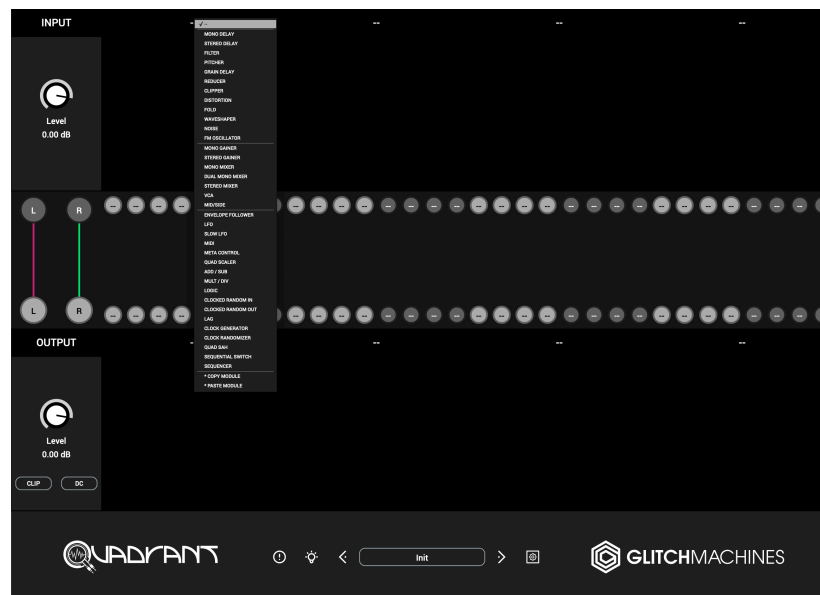 INPUT
--
--
--
--
✓ --
MONO DELAY
STEREO DELAY
FILTER
PITCHER
GRAIN DELAY
REDUCER
CLIPPER
DISTORTION
FOLD
WAVESHAPER
NOISE
FM OSCILLATOR
MONO GAINER
STEREO GAINER
MONO MIXER
DUAL MONO MIXER
STEREO MIXER
VCA
MID/SIDE
ENVELOPE FOLLOWER
LFO
SLOW LFO
MIDI
META CONTROL
QUAD SCALER
ADD / SUB
MULT / DIV
LOGIC
CLOCKED RANDOM IN
CLOCKED RANDOM OUT
LAG
CLOCK GENERATOR
CLOCK RANDOMIZER
QUAD SAH
SEQUENTIAL SWITCH
SEQUENCER
* COPY MODULE
* PASTE MODULE
Level
0.00 dB
L R -- -- -- -- -- -- -- -- -- -- -- -- -- -- -- -- -- -- -- -- -- -- -- -- -- -- -- --
L R -- -- -- -- -- -- -- -- -- -- -- -- -- -- -- -- -- -- -- -- -- -- -- -- -- -- -- --
OUTPUT
--
--
--
--
Level
0.00 dB
CLIP DC
QUADRANT
Init
GLITCHMACHINES